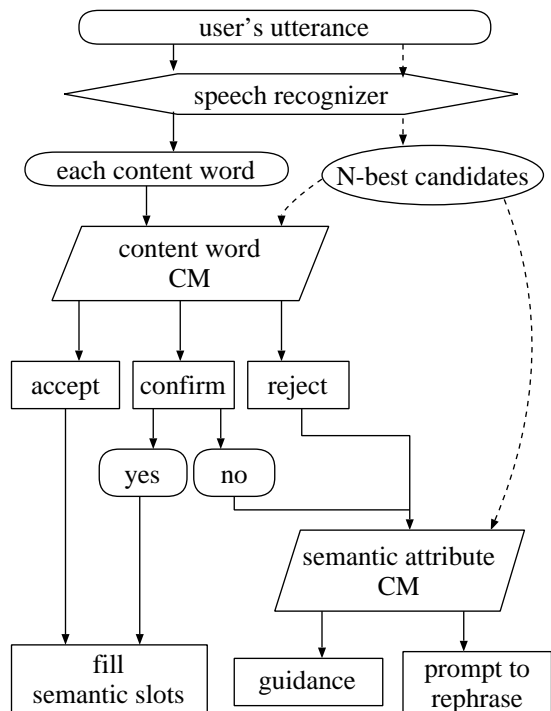 user's utterance
speech recognizer
each content word
N-best candidates
content word
CM
accept
confirm
reject
yes
no
semantic attribute
CM
fill
semantic slots
guidance
prompt to
rephrase